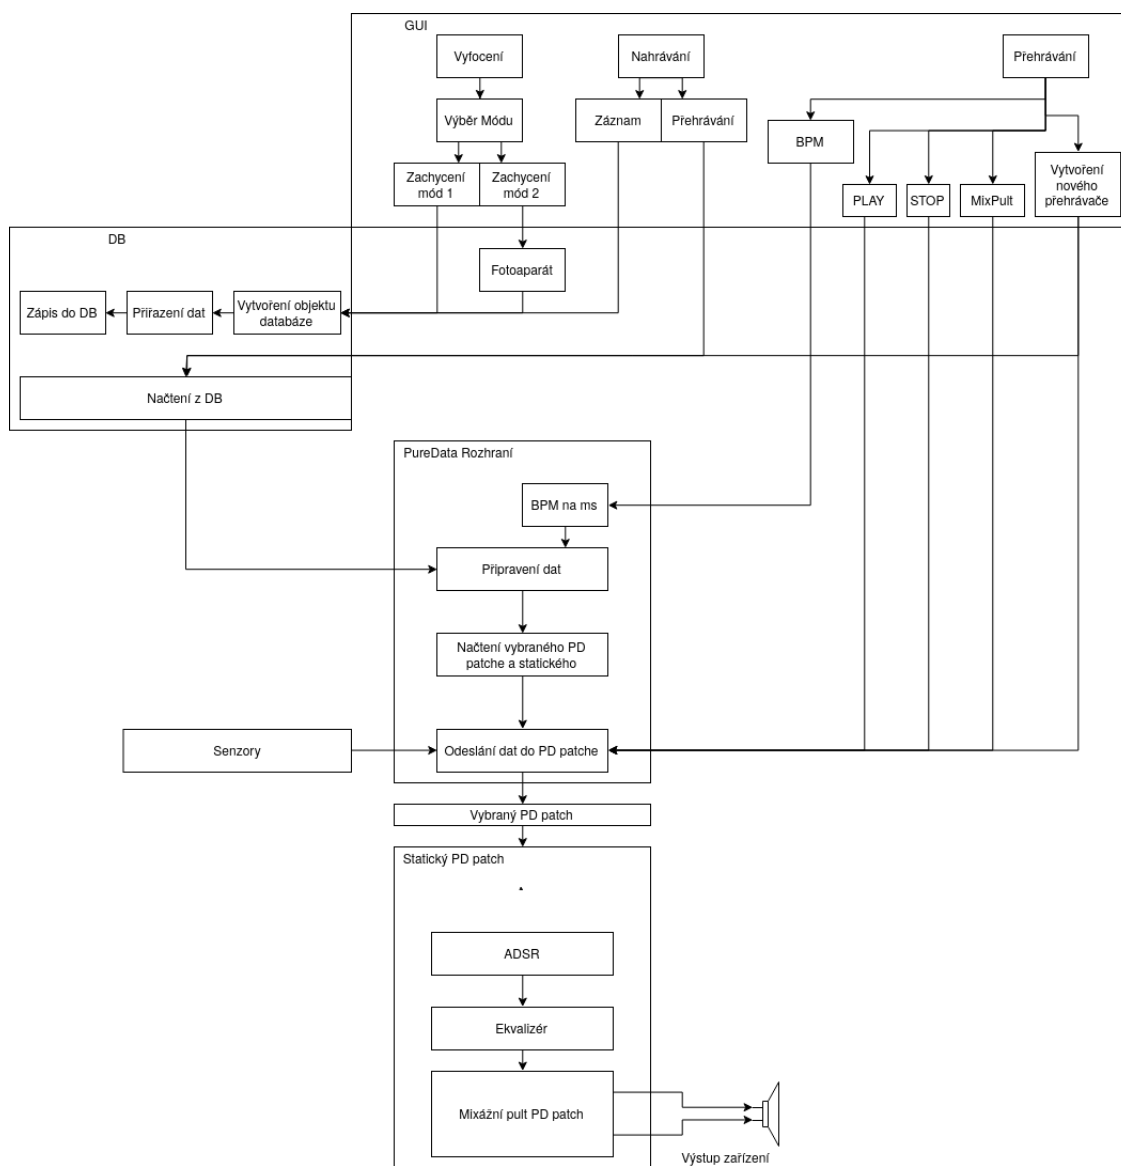 GUI
Vyfocení
Nahrávání
Přehrávání
Výběr Módu
Záznam
Přehrávání
BPM
Zachycení
mód 1
Zachycení
mód 2
PLAY
STOP
MixPult
Vytvoření
nového
přehrávače
DB
Fotoaparát
Zápis do DB
Přiřazení dat
Vytvoření objektu
databáze
Načtení z DB
PureData Rozhraní
BPM na ms
Připravení dat
Načtení vybraného PD
patche a statického
Senzory
Odeslání dat do PD patche
Vybraný PD patch
Statický PD patch
ADSR
Ekvalizér
Mixážní pult PD patch
Výstup zařízení